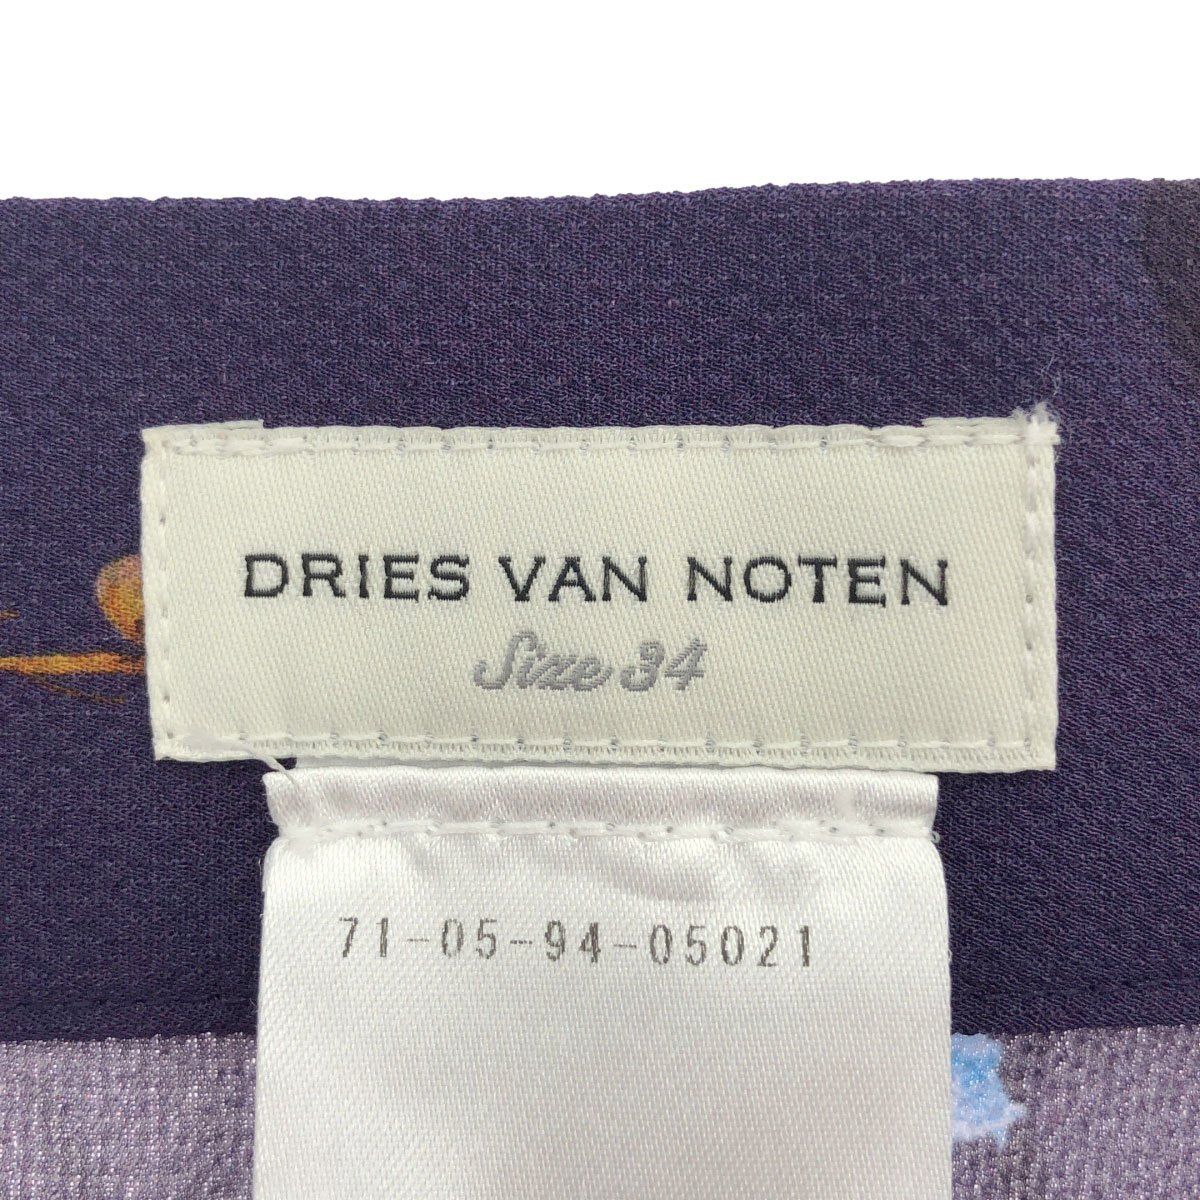 DRIES VAN NOTEN
Size 34
71-05-94-05021